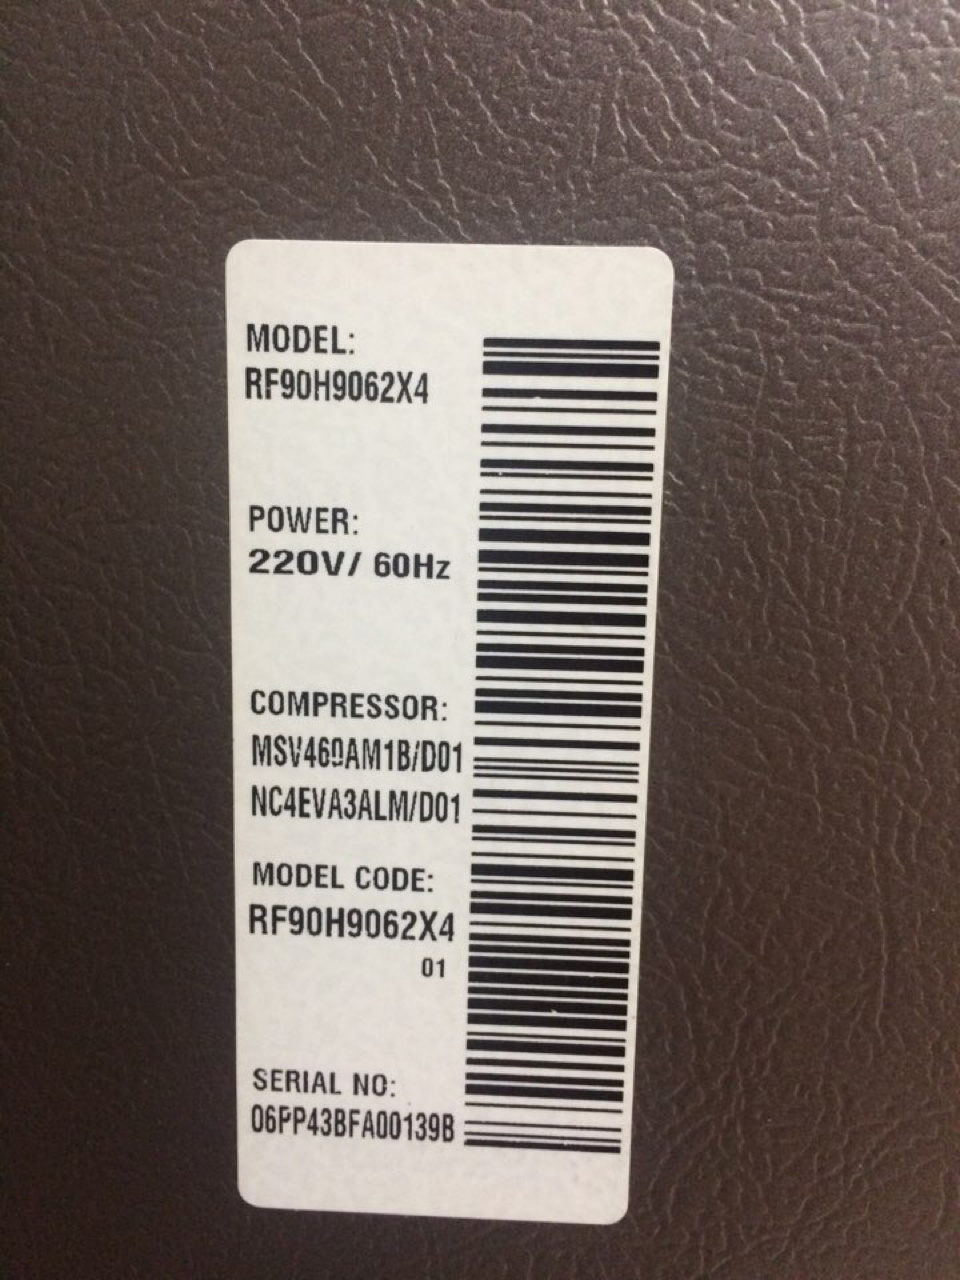 MODEL:
RF90H9062X4
POWER:
220V/ 60Hz
COMPRESSOR:
MSV460AM1B/D01
NC4EVA3ALM/D01
MODEL CODE:
RF90H9062X4
01
SERIAL NO:
06PP43BFA00139B